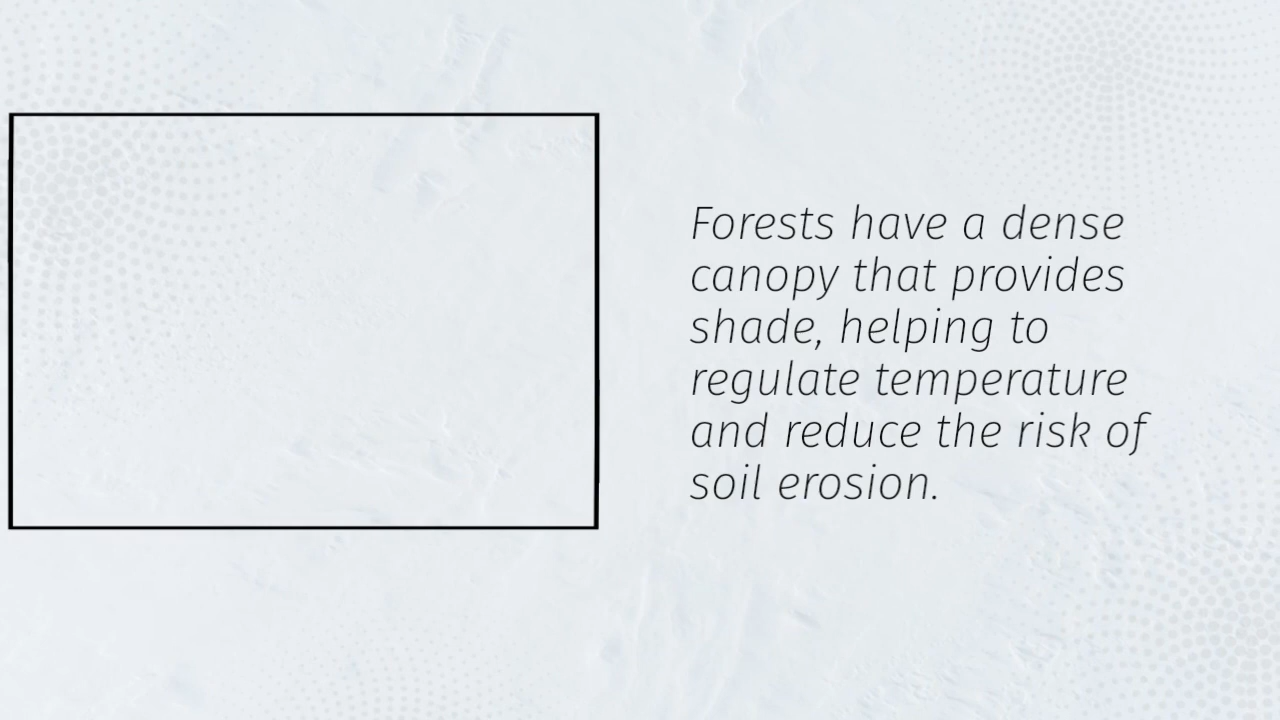 Forests have a dense
canopy that provides
shade, helping to
regulate temperature
and reduce the risk of
soil erosion.